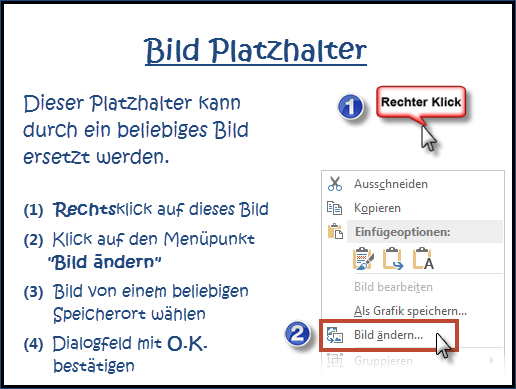 Bild Platzhalter
Dieser Platzhalter kann
durch ein beliebiges Bild
ersetzt werden.
(1) Rechtsklick auf dieses Bild
(2) Klick auf den Menüpunkt
"Bild ändern"
(3) Bild von einem beliebigen
Speicherort wählen
(4) Dialogfeld mit O.K.
bestätigen
1 Rechter Klick
Ausschneiden
Kopieren
Einfügeoptionen:
A
Bild bearbeiten
Als Grafik speichern...
2 Bild ändern...
Gruppieren